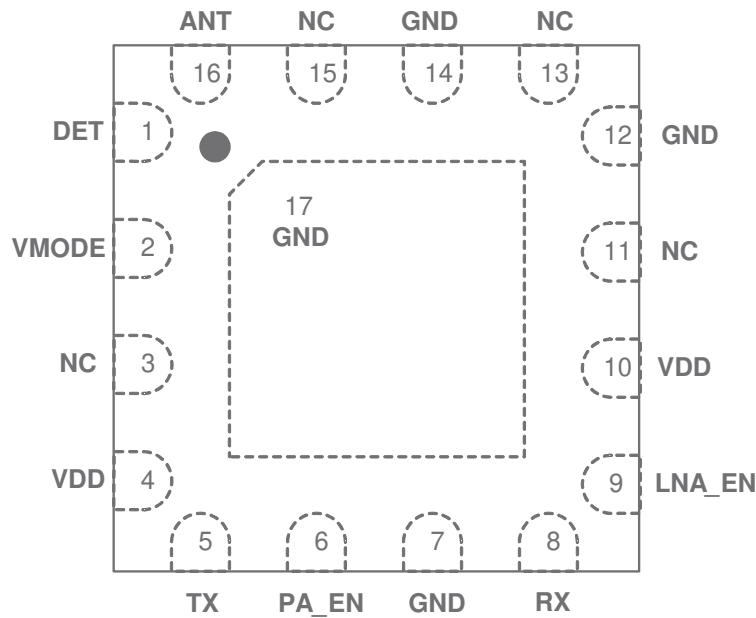 ANT NC GND NC
16 15 14 13
DET 1 12 GND
17
GND
VMODE 2 11 NC
NC 3 10 VDD
VDD 4 9 LNA_EN
5 6 7 8
TX PA_EN GND RX